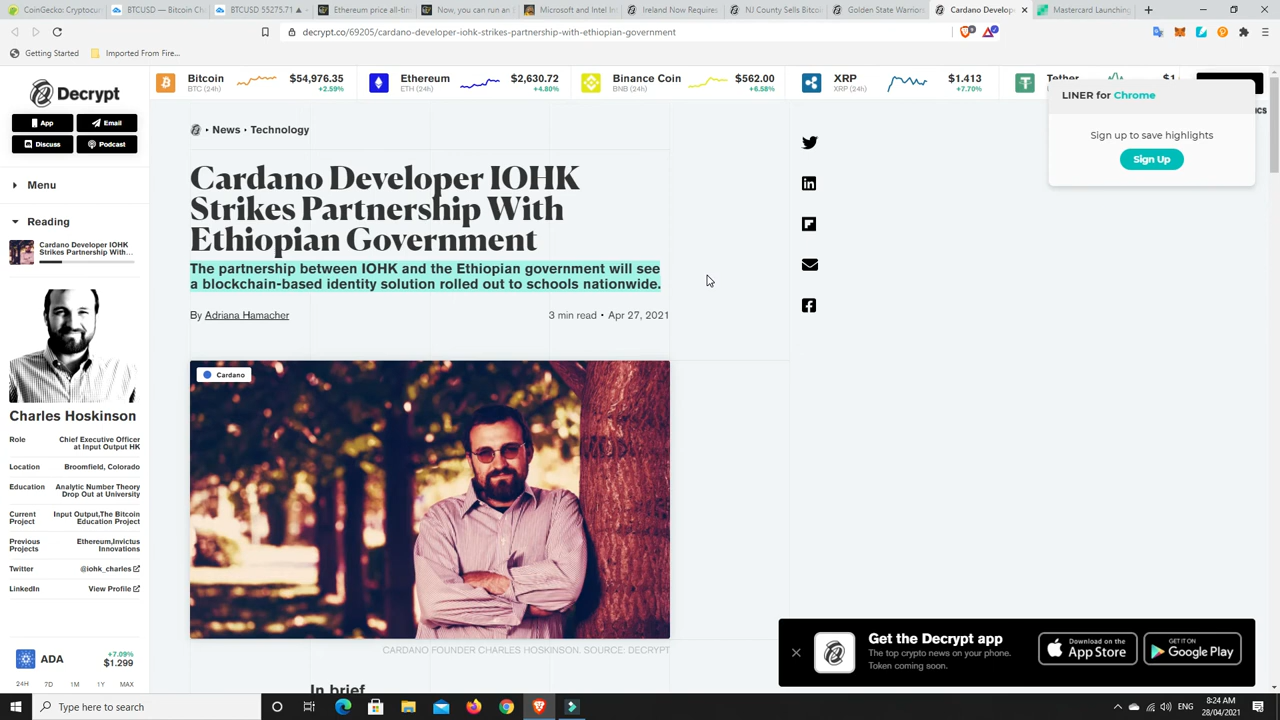 CoinGecko: Cryptocurr
BTCUSD — Bitcoin Ch
BTCUSD 55275.71 ▲
Ethereum price all-tim
Now, you can run an E
Microsoft and Intel In
Ireland Now Requires
NJ County Sells Bitcoi
Golden State Warriors
Cardano Develop
Mastercard Launching
decrypt.co/69205/cardano-developer-iohk-strikes-partnership-with-ethiopian-government
Getting Started
Imported From Fire...
Decrypt
App
Email
Discuss
Podcast
Menu
Reading
Cardano Developer IOHK
Strikes Partnership With...
Charles Hoskinson
Role Chief Executive Officer
at Input Output HK
Location Broomfield, Colorado
Education Analytic Number Theory
Drop Out at University
Current Input Output,The Bitcoin
Project Education Project
Previous Ethereum,Invictus
Projects Innovations
Twitter @iohk_charles
LinkedIn View Profile
ADA +7.09%
$1.299
24H 7D 1M 1Y MAX
Bitcoin $54,976.35
BTC (24h) +2.59%
Ethereum $2,630.72
ETH (24h) +4.80%
Binance Coin $562.00
BNB (24h) +6.58%
XRP $1.413
XRP (24h) +7.70%
Tether
News • Technology
Cardano Developer IOHK
Strikes Partnership With
Ethiopian Government
The partnership between IOHK and the Ethiopian government will see
a blockchain-based identity solution rolled out to schools nationwide.
By Adriana Hamacher 3 min read • Apr 27, 2021
Cardano
CARDANO FOUNDER CHARLES HOSKINSON. SOURCE: DECRYPT
In brief
LINER for Chrome
Sign up to save highlights
Sign Up
Get the Decrypt app
The top crypto news on your phone.
Token coming soon.
Download on the
App Store
GET IT ON
Google Play
Type here to search
ENG
8:24 AM
28/04/2021